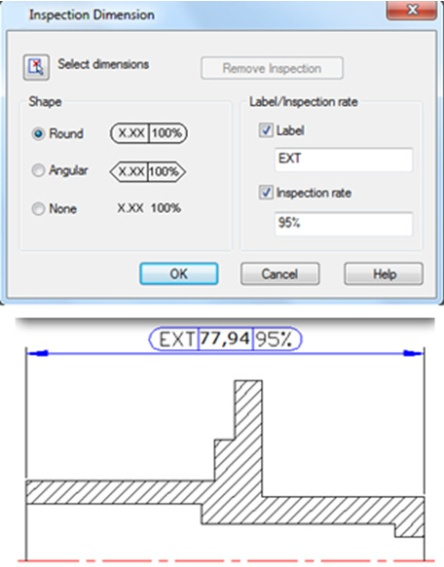 Inspection Dimension
Select dimensions
Remove Inspection
Shape
Label/Inspection rate
Round X.XX 100%
Label
EXT
Angular X.XX 100%
Inspection rate
None X.XX 100%
95%
OK Cancel Help
EXT 77,94 95%